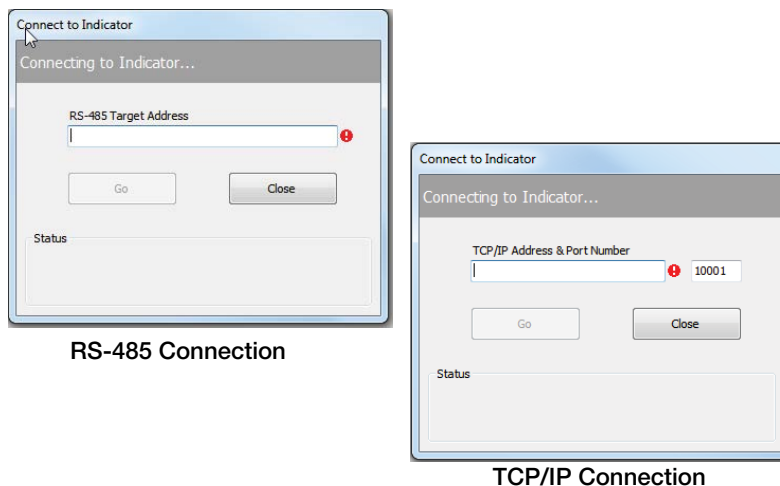 Connect to Indicator
Connecting to Indicator...
RS-485 Target Address
Go Close
Status
RS-485 Connection
Connect to Indicator
Connecting to Indicator...
TCP/IP Address & Port Number
10001
Go Close
Status
TCP/IP Connection